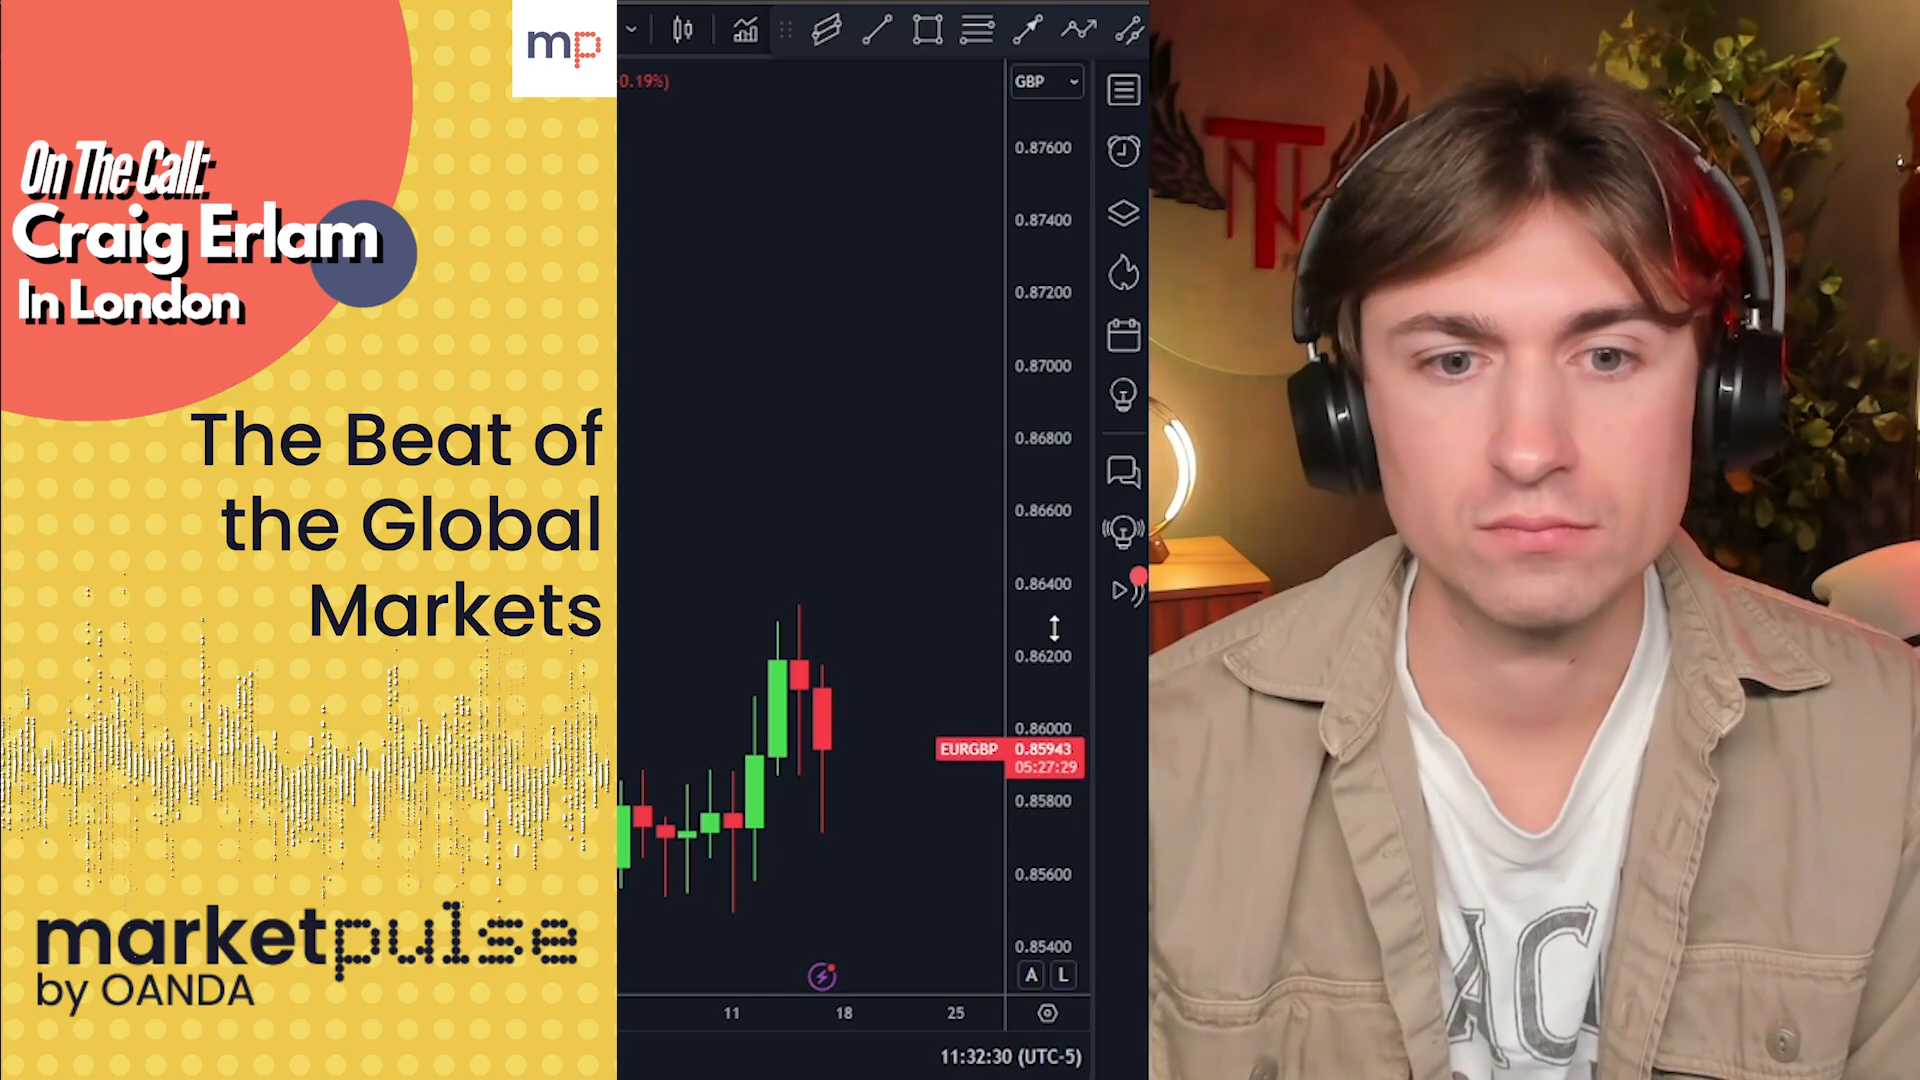 mp
On The Call:
Craig Erlam
In London
The Beat of
the Global
Markets
marketpulse
by OANDA
-0.19%)
GBP
0.87600
0.87400
0.87200
0.87000
0.86800
0.86600
0.86400
0.86200
0.86000
EURGBP 0.85943
05:27:29
0.85800
0.85600
0.85400
A L
11 18 25
11:32:30 (UTC-5)